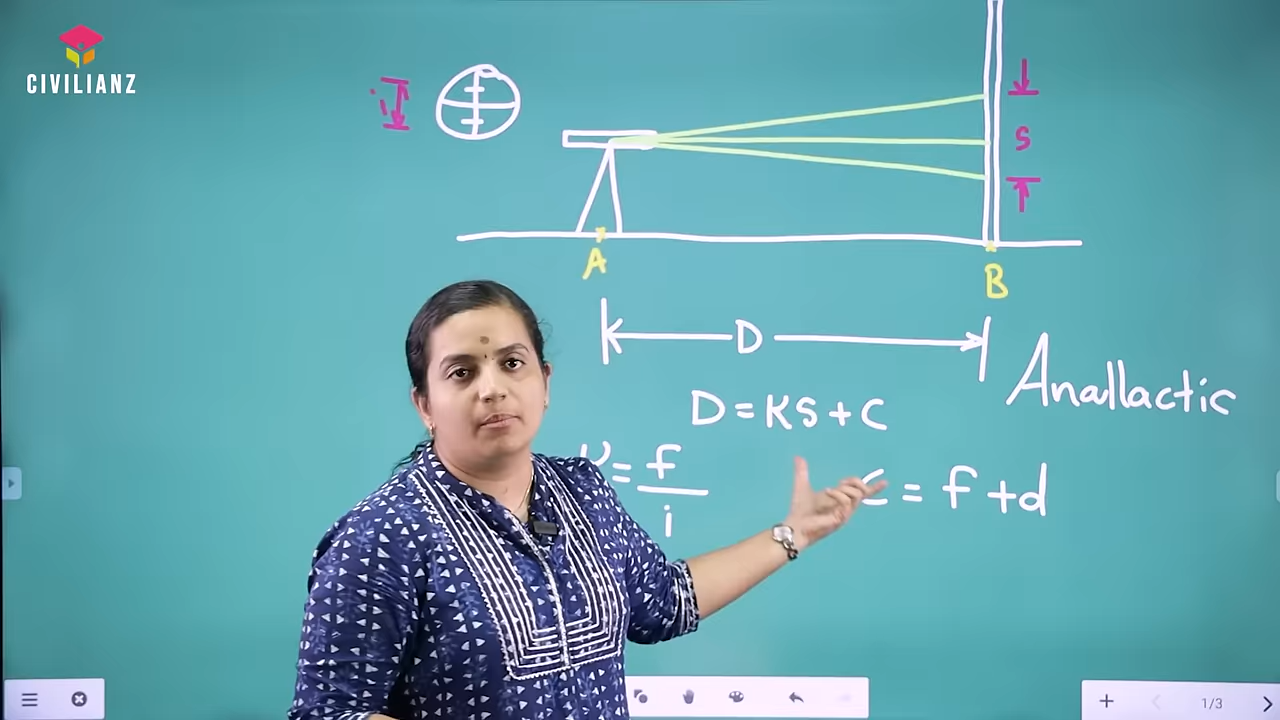 CIVILIANZ
i
S
A
B
D
Anallactic
D = KS + C
K = f / i
C = f + d
1/3